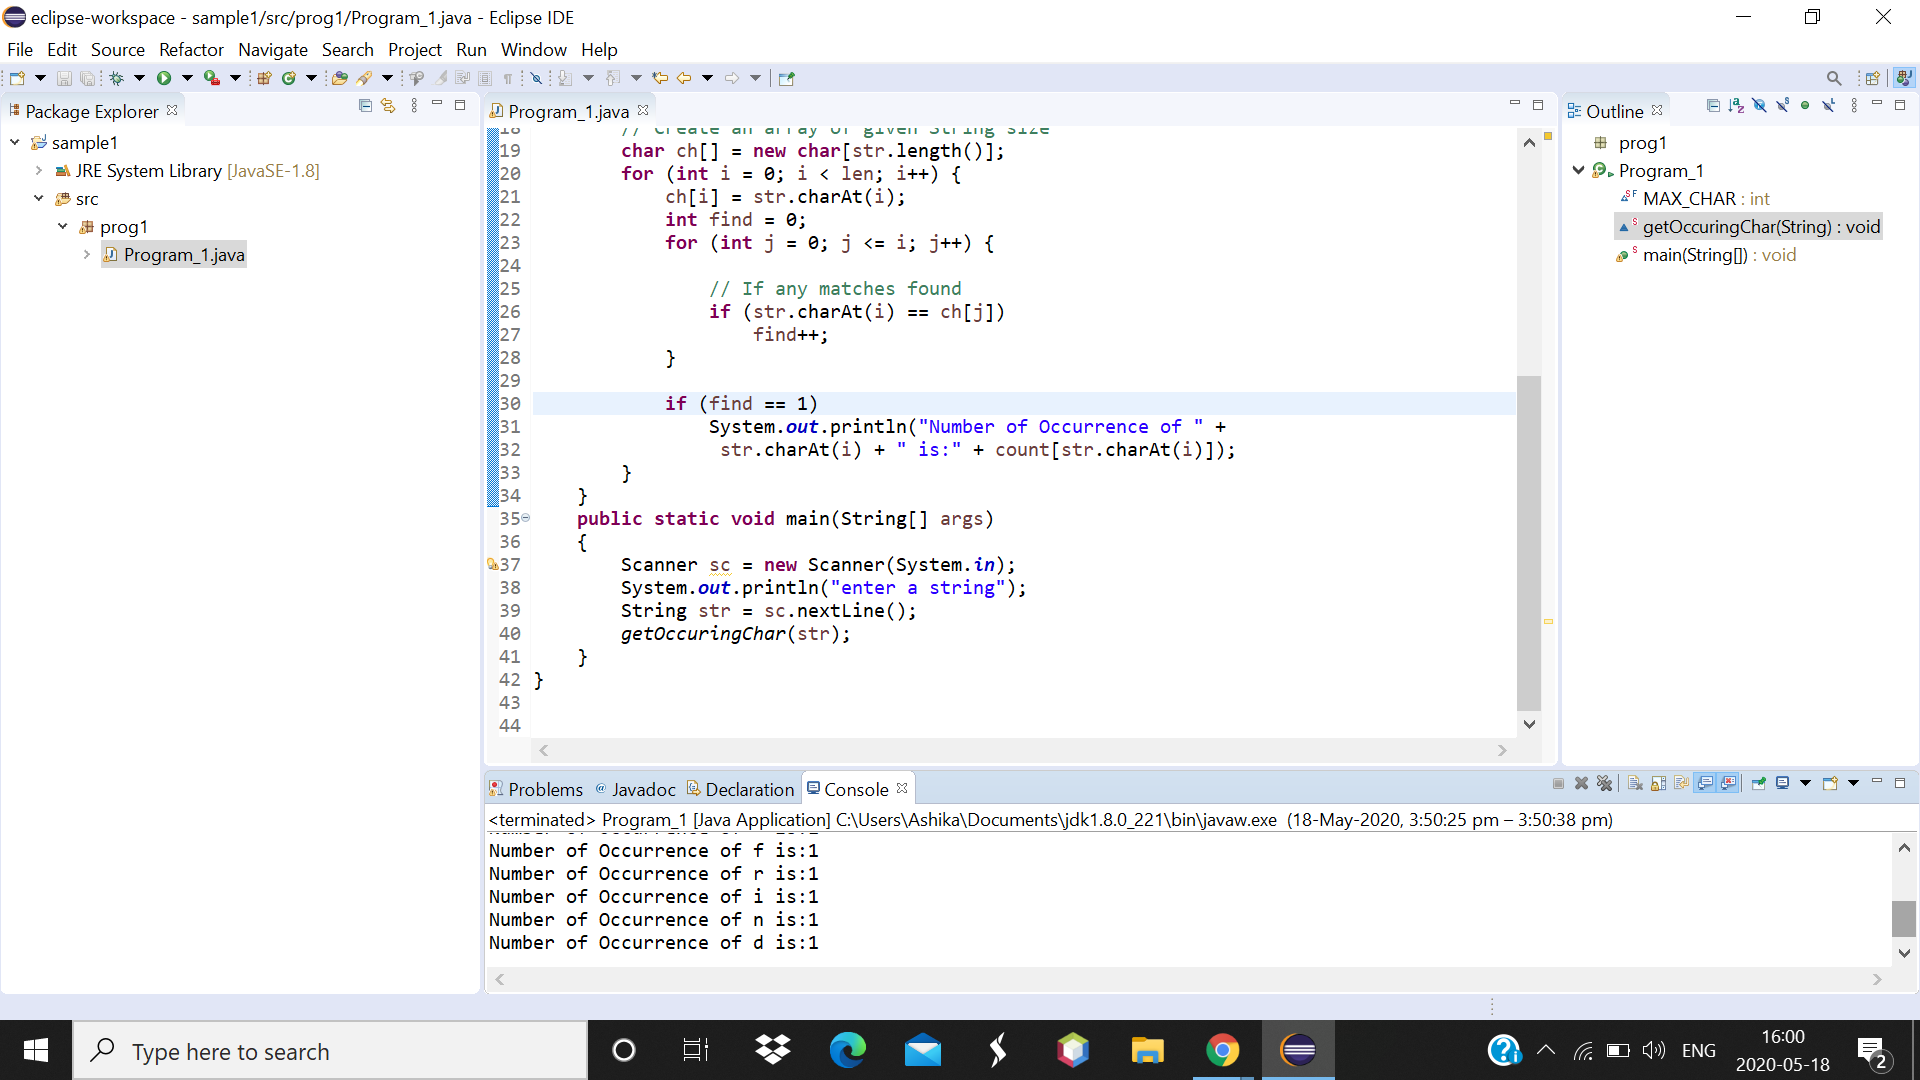 eclipse-workspace - sample1/src/prog1/Program_1.java - Eclipse IDE
File Edit Source Refactor Navigate Search Project Run Window Help
Package Explorer
sample1
JRE System Library [JavaSE-1.8]
src
prog1
Program_1.java
Program_1.java
18 // Create an array of given String size
19 char ch[] = new char[str.length()];
20 for (int i = 0; i < len; i++) {
21 ch[i] = str.charAt(i);
22 int find = 0;
23 for (int j = 0; j <= i; j++) {
24
25 // If any matches found
26 if (str.charAt(i) == ch[j])
27 find++;
28 }
29
30 if (find == 1)
31 System.out.println("Number of Occurrence of " +
32 str.charAt(i) + " is:" + count[str.charAt(i)]);
33 }
34 }
35 public static void main(String[] args)
36 {
37 Scanner sc = new Scanner(System.in);
38 System.out.println("enter a string");
39 String str = sc.nextLine();
40 getOccuringChar(str);
41 }
42 }
43
44
Outline
prog1
Program_1
MAX_CHAR : int
getOccuringChar(String) : void
main(String[]) : void
Problems @ Javadoc Declaration Console
<terminated> Program_1 [Java Application] C:\Users\Ashika\Documents\jdk1.8.0_221\bin\javaw.exe (18-May-2020, 3:50:25 pm – 3:50:38 pm)
Number of Occurrence of f is:1
Number of Occurrence of r is:1
Number of Occurrence of i is:1
Number of Occurrence of n is:1
Number of Occurrence of d is:1
Type here to search
ENG
16:00
2020-05-18
2